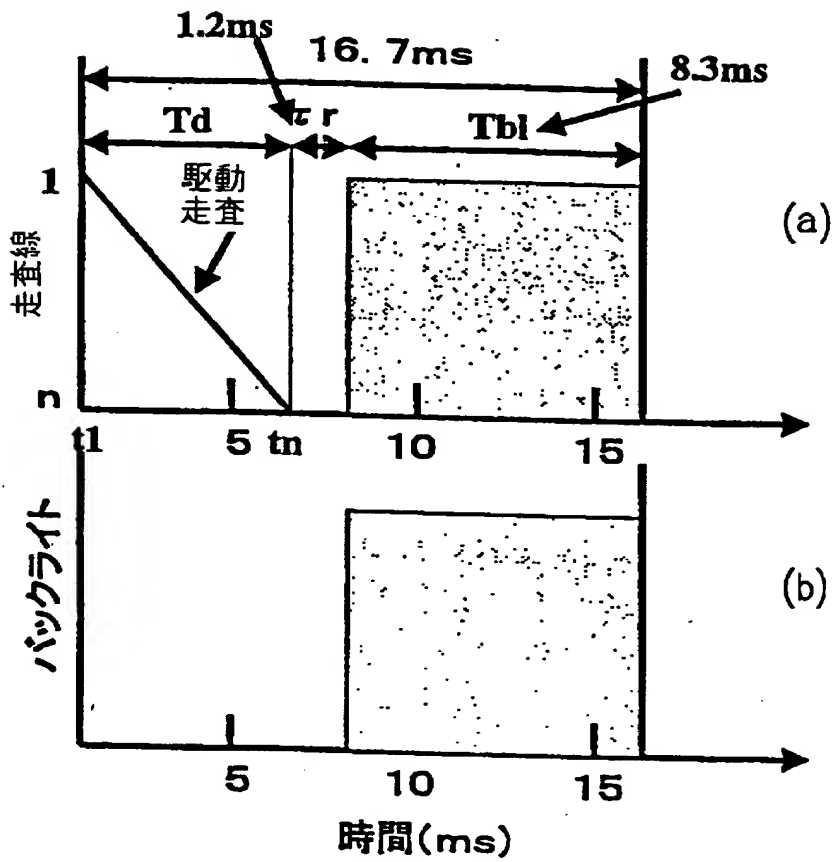 1.2ms
16.7ms
8.3ms
Td
τr
Tbl
駆動
走査
1
走査線
n
(a)
t1
5
tn
10
15
バックライト
(b)
5
10
15
時間(ms)